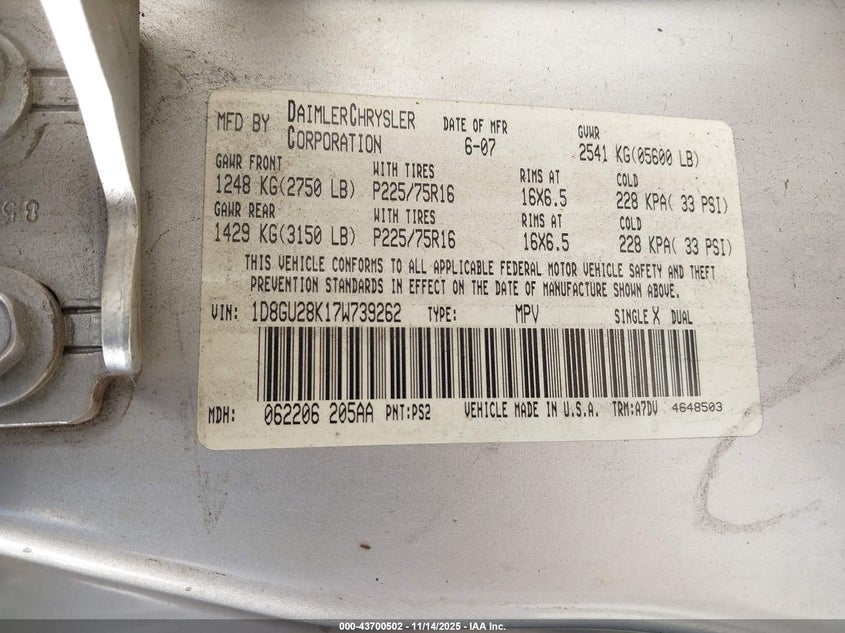 MFD BY DAIMLERCHRYSLER CORPORATION DATE OF MFR 6-07 GVWR 2541 KG(05600 LB)
GAWR FRONT WITH TIRES RIMS AT COLD
1248 KG(2750 LB) P225/75R16 16X6.5 228 KPA( 33 PSI)
GAWR REAR WITH TIRES RIMS AT COLD
1429 KG(3150 LB) P225/75R16 16X6.5 228 KPA( 33 PSI)
THIS VEHICLE CONFORMS TO ALL APPLICABLE FEDERAL MOTOR VEHICLE SAFETY AND THEFT
PREVENTION STANDARDS IN EFFECT ON THE DATE OF MANUFACTURE SHOWN ABOVE.
VIN: 1D8GU28K17W739262 TYPE: MPV SINGLE X DUAL
MDH: 062206 205AA PNT:PS2 VEHICLE MADE IN U.S.A. TRM:A7DV 4648503
000-43700502 - 11/14/2025 - IAA Inc.